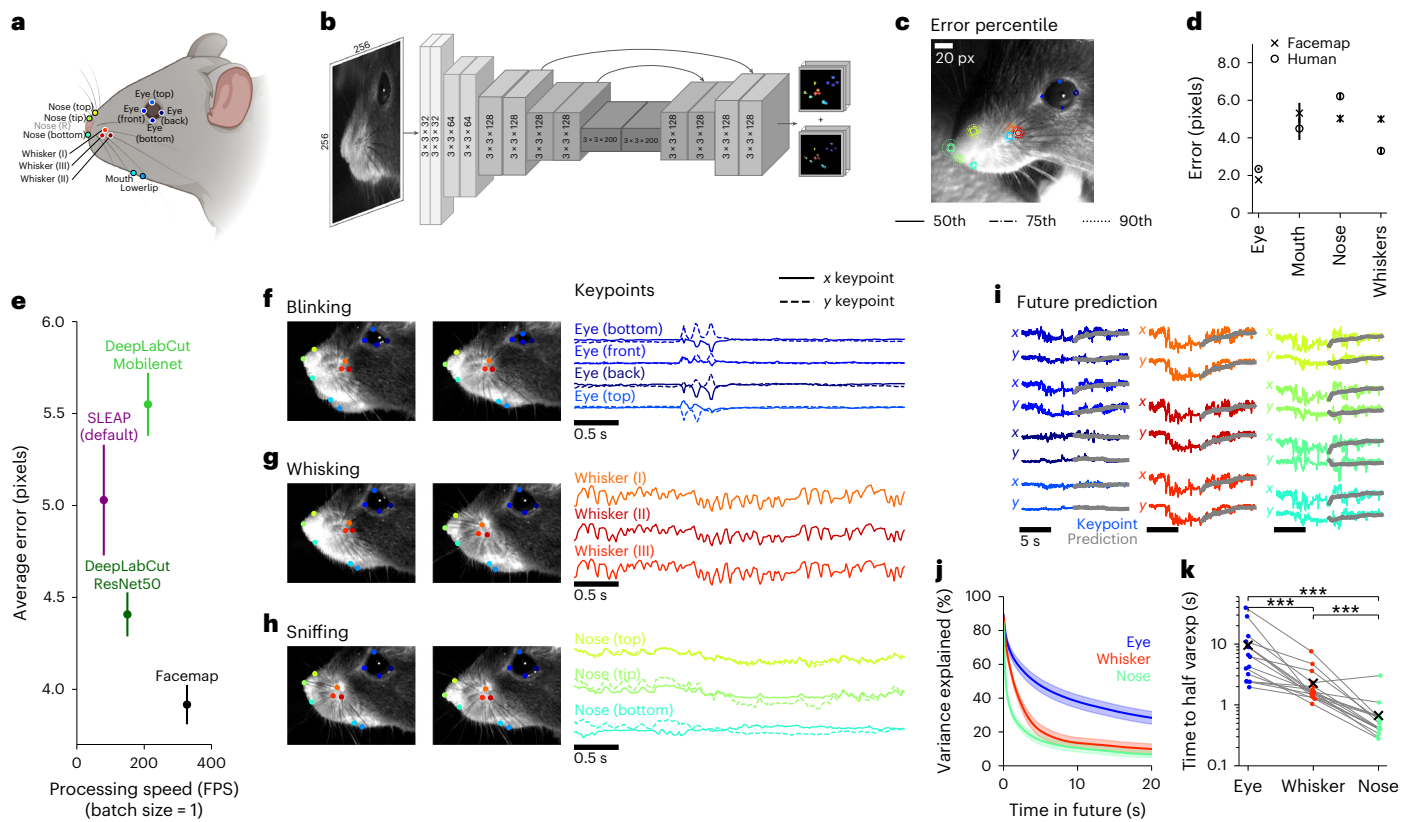 a
Eye (top)
Nose (top)
Nose (tip)
Eye
(front)
Eye
(back)
Nose (R)
Nose (bottom)
Eye
(bottom)
Whisker (I)
Whisker (III)
Whisker (II)
Mouth
Lowerlip
b
256
256
3 × 3 × 32
3 × 3 × 32
3 × 3 × 64
3 × 3 × 64
3 × 3 × 128
3 × 3 × 128
3 × 3 × 128
3 × 3 × 128
3 × 3 × 200
3 × 3 × 200
3 × 3 × 128
3 × 3 × 128
3 × 3 × 128
3 × 3 × 128
+
c
Error percentile
20 px
50th
75th
90th
d
Facemap
Human
Error (pixels)
8.0
6.0
4.0
2.0
0
Eye
Mouth
Nose
Whiskers
e
Average error (pixels)
6.0
5.5
5.0
4.5
4.0
DeepLabCut
Mobilenet
SLEAP
(default)
DeepLabCut
ResNet50
Facemap
0
200
400
Processing speed (FPS)
(batch size = 1)
f
Blinking
Keypoints
x keypoint
y keypoint
Eye (bottom)
Eye (front)
Eye (back)
Eye (top)
0.5 s
g
Whisking
Whisker (I)
Whisker (II)
Whisker (III)
0.5 s
h
Sniffing
Nose (top)
Nose (tip)
Nose (bottom)
0.5 s
i
Future prediction
x
y
x
y
x
y
x
y
x
y
x
y
x
y
x
y
x
y
x
y
x
y
5 s
Keypoint
Prediction
j
Variance explained (%)
100
80
60
40
20
0
Eye
Whisker
Nose
0
10
20
Time in future (s)
k
Time to half varexp (s)
10
1
0.1
***
***
***
Eye
Whisker
Nose